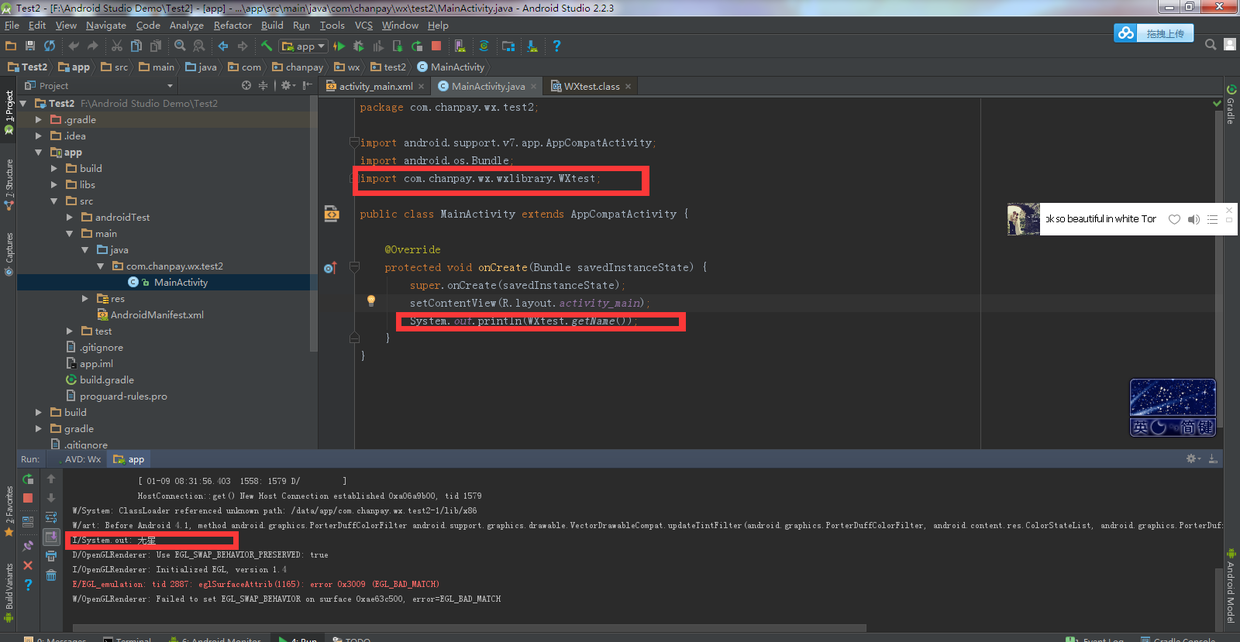 Test2 - [F:\Android Studio Demo\Test2] - [app] - ...\app\src\main\java\com\chanpay\wx\test2\MainActivity.java - Android Studio 2.2.3
File Edit View Navigate Code Analyze Refactor Build Run Tools VCS Window Help
拖拽上传
app
Test2 app src main java com chanpay wx test2 MainActivity
Project
activity_main.xml MainActivity.java WXtest.class
1: Project
7: Structure
Captures
2: Favorites
Build Variants
Gradle
Android Model
Test2 F:\Android Studio Demo\Test2
.gradle
.idea
app
build
libs
src
androidTest
main
java
com.chanpay.wx.test2
MainActivity
res
AndroidManifest.xml
test
.gitignore
app.iml
build.gradle
proguard-rules.pro
build
gradle
.gitignore
package com.chanpay.wx.test2;
import android.support.v7.app.AppCompatActivity;
import android.os.Bundle;
import com.chanpay.wx.wxlibrary.WXtest;
public class MainActivity extends AppCompatActivity {
@Override
protected void onCreate(Bundle savedInstanceState) {
super.onCreate(savedInstanceState);
setContentView(R.layout.activity_main);
System.out.println(WXtest.getName());
}
}
so beautiful in white Tor
英 简 键
Run: AVD: Wx app
[ 01-09 08:31:56.403 1558: 1579 D/ ]
HostConnection::get() New Host Connection established 0xa06a9b00, tid 1579
W/System: ClassLoader referenced unknown path: /data/app/com.chanpay.wx.test2-1/lib/x86
W/art: Before Android 4.1, method android.graphics.PorterDuffColorFilter android.support.graphics.drawable.VectorDrawableCompat.updateTintFilter(android.graphics.PorterDuffColorFilter, android.content.res.ColorStateList, android.graphics.PorterDuf
I/System.out: 无星
D/OpenGLRenderer: Use EGL_SWAP_BEHAVIOR_PRESERVED: true
I/OpenGLRenderer: Initialized EGL, version 1.4
E/EGL_emulation: tid 2887: eglSurfaceAttrib(1165): error 0x3009 (EGL_BAD_MATCH)
W/OpenGLRenderer: Failed to set EGL_SWAP_BEHAVIOR on surface 0xae63c500, error=EGL_BAD_MATCH
0: Messages Terminal 6: Android Monitor 4: Run TODO Event Log Gradle Console